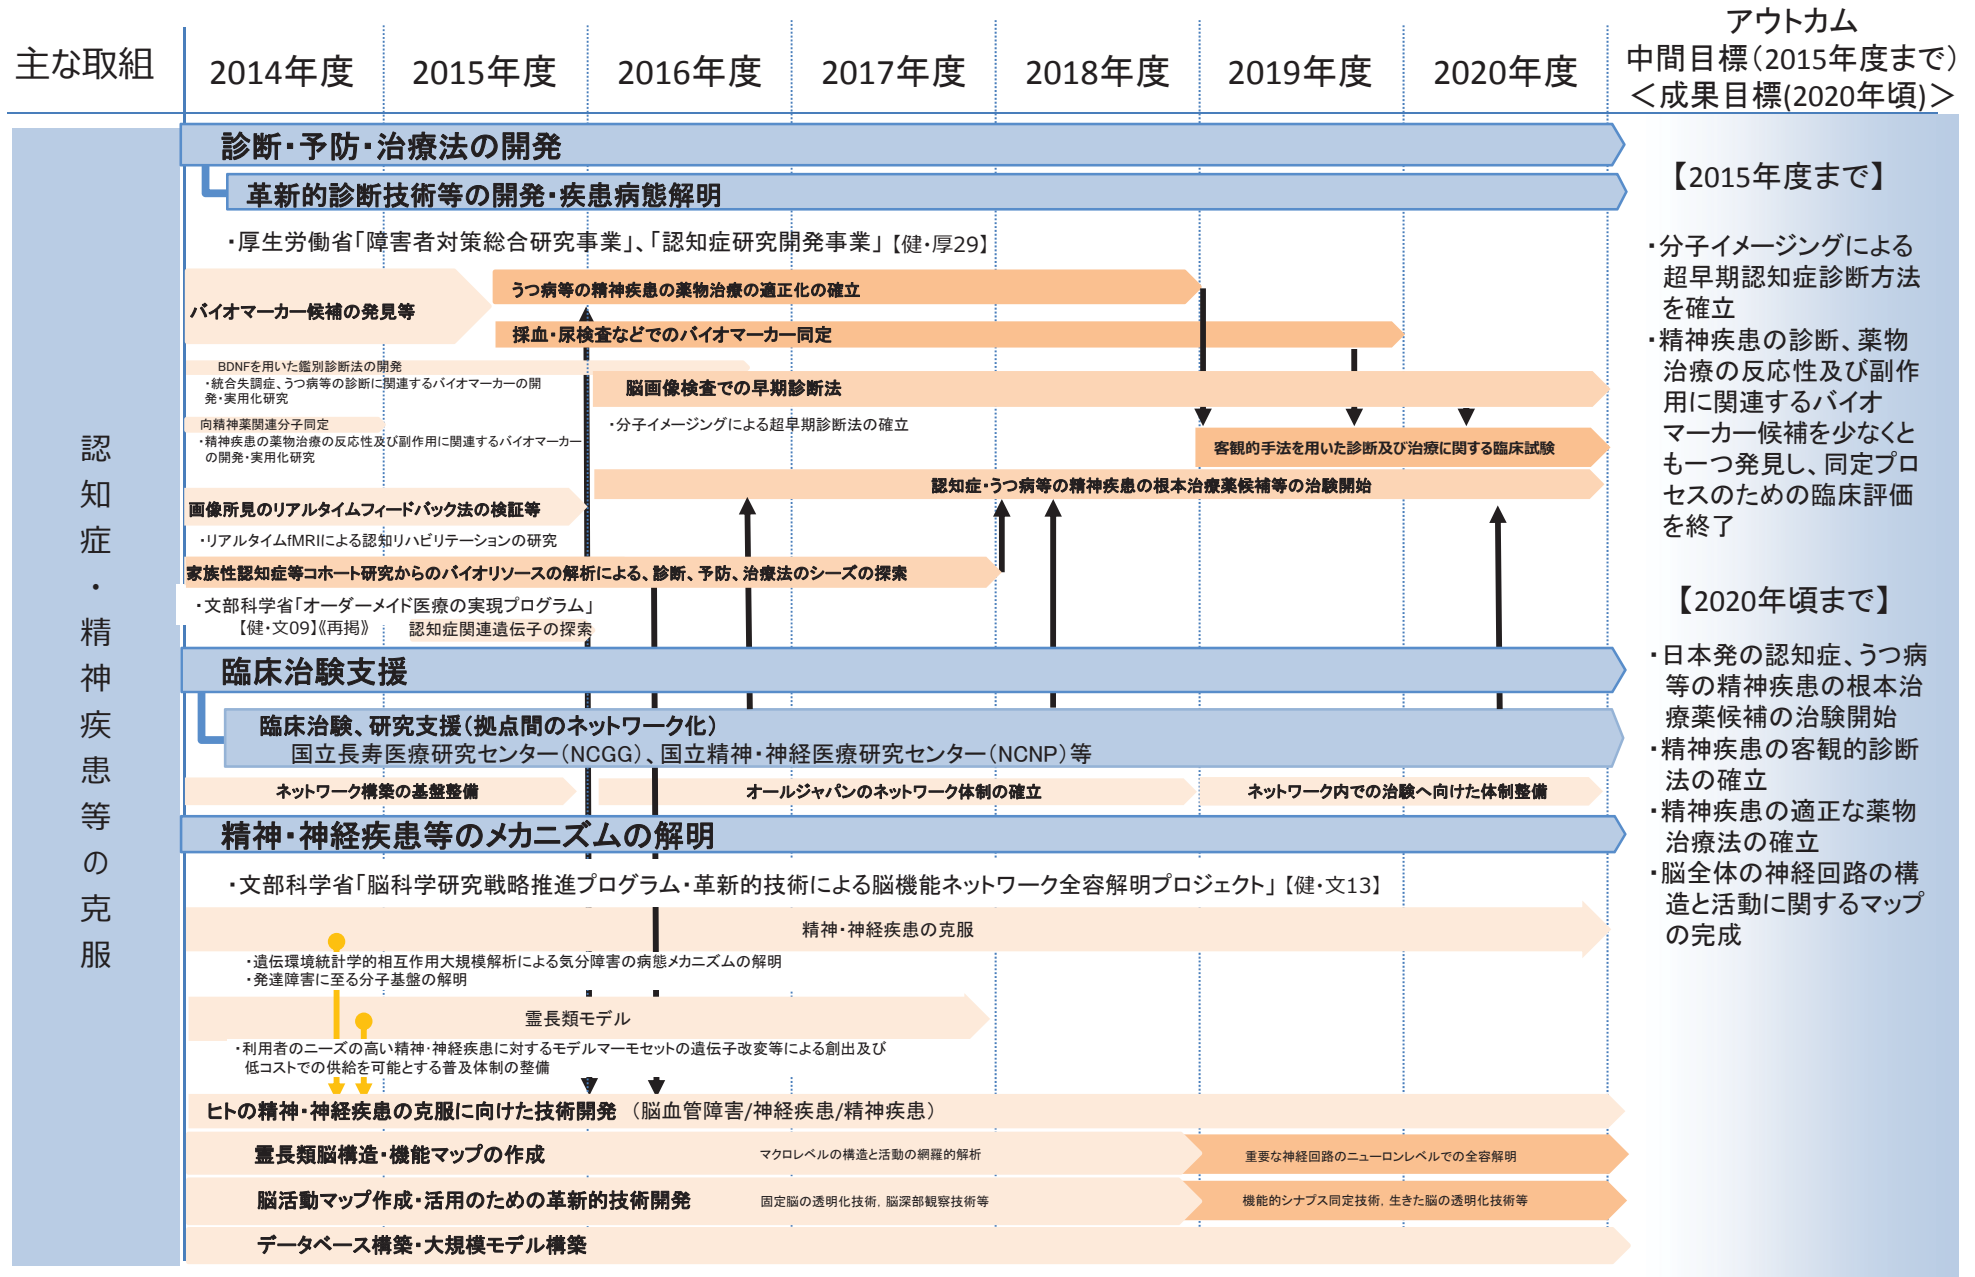 主な取組
2014年度
2015年度
2016年度
2017年度
2018年度
2019年度
2020年度
アウトカム
中間目標(2015年度まで)
<成果目標(2020年頃)>
認知症・精神疾患等の克服
診断・予防・治療法の開発
革新的診断技術等の開発・疾患病態解明
・厚生労働省「障害者対策総合研究事業」、「認知症研究開発事業」【健・厚29】
バイオマーカー候補の発見等
うつ病等の精神疾患の薬物治療の適正化の確立
採血・尿検査などでのバイオマーカー同定
BDNFを用いた鑑別診断法の開発
・統合失調症、うつ病等の診断に関連するバイオマーカーの開
発・実用化研究
脳画像検査での早期診断法
・分子イメージングによる超早期診断法の確立
向精神薬関連分子同定
・精神疾患の薬物治療の反応性及び副作用に関連するバイオマーカー
の開発・実用化研究
客観的手法を用いた診断及び治療に関する臨床試験
認知症・うつ病等の精神疾患の根本治療薬候補等の治験開始
画像所見のリアルタイムフィードバック法の検証等
・リアルタイムfMRIによる認知リハビリテーションの研究
家族性認知症等コホート研究からのバイオリソースの解析による、診断、予防、治療法のシーズの探索
・文部科学省「オーダーメイド医療の実現プログラム」
【健・文09】《再掲》
認知症関連遺伝子の探索
臨床治験支援
臨床治験、研究支援(拠点間のネットワーク化)
国立長寿医療研究センター(NCGG)、国立精神・神経医療研究センター(NCNP)等
ネットワーク構築の基盤整備
オールジャパンのネットワーク体制の確立
ネットワーク内での治験へ向けた体制整備
精神・神経疾患等のメカニズムの解明
・文部科学省「脳科学研究戦略推進プログラム・革新的技術による脳機能ネットワーク全容解明プロジェクト」【健・文13】
精神・神経疾患の克服
・遺伝環境統計学的相互作用大規模解析による気分障害の病態メカニズムの解明
・発達障害に至る分子基盤の解明
霊長類モデル
・利用者のニーズの高い精神・神経疾患に対するモデルマーモセットの遺伝子改変等による創出及び
低コストでの供給を可能とする普及体制の整備
ヒトの精神・神経疾患の克服に向けた技術開発 (脳血管障害/神経疾患/精神疾患)
霊長類脳構造・機能マップの作成
マクロレベルの構造と活動の網羅的解析
重要な神経回路のニューロンレベルでの全容解明
脳活動マップ作成・活用のための革新的技術開発
固定脳の透明化技術, 脳深部観察技術等
機能的シナプス同定技術, 生きた脳の透明化技術等
データベース構築・大規模モデル構築
【2015年度まで】
・分子イメージングによる
超早期認知症診断方法
を確立
・精神疾患の診断、薬物
治療の反応性及び副作
用に関連するバイオ
マーカー候補を少なくと
も一つ発見し、同定プロ
セスのための臨床評価
を終了
【2020年頃まで】
・日本発の認知症、うつ病
等の精神疾患の根本治
療薬候補の治験開始
・精神疾患の客観的診断
法の確立
・精神疾患の適正な薬物
治療法の確立
・脳全体の神経回路の構
造と活動に関するマップ
の完成